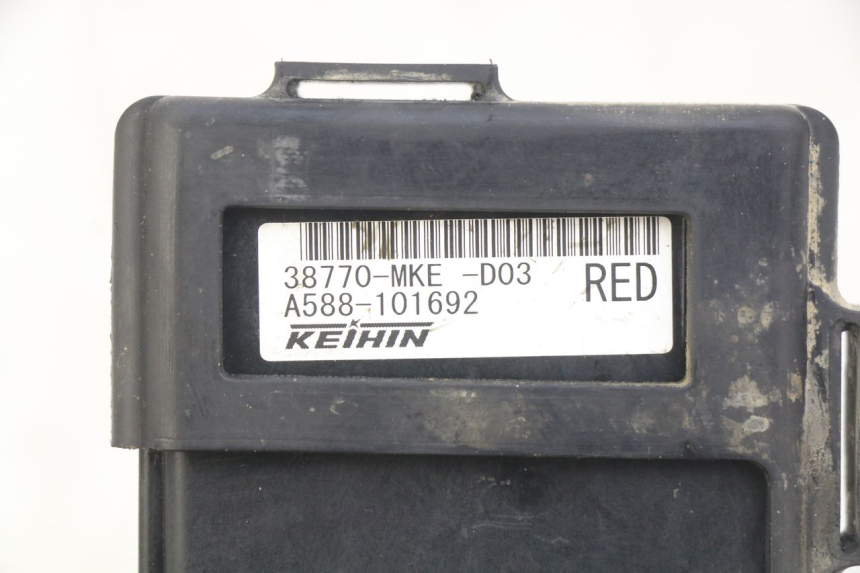 38770-MKE -D03 RED
A588-101692
KEIHIN